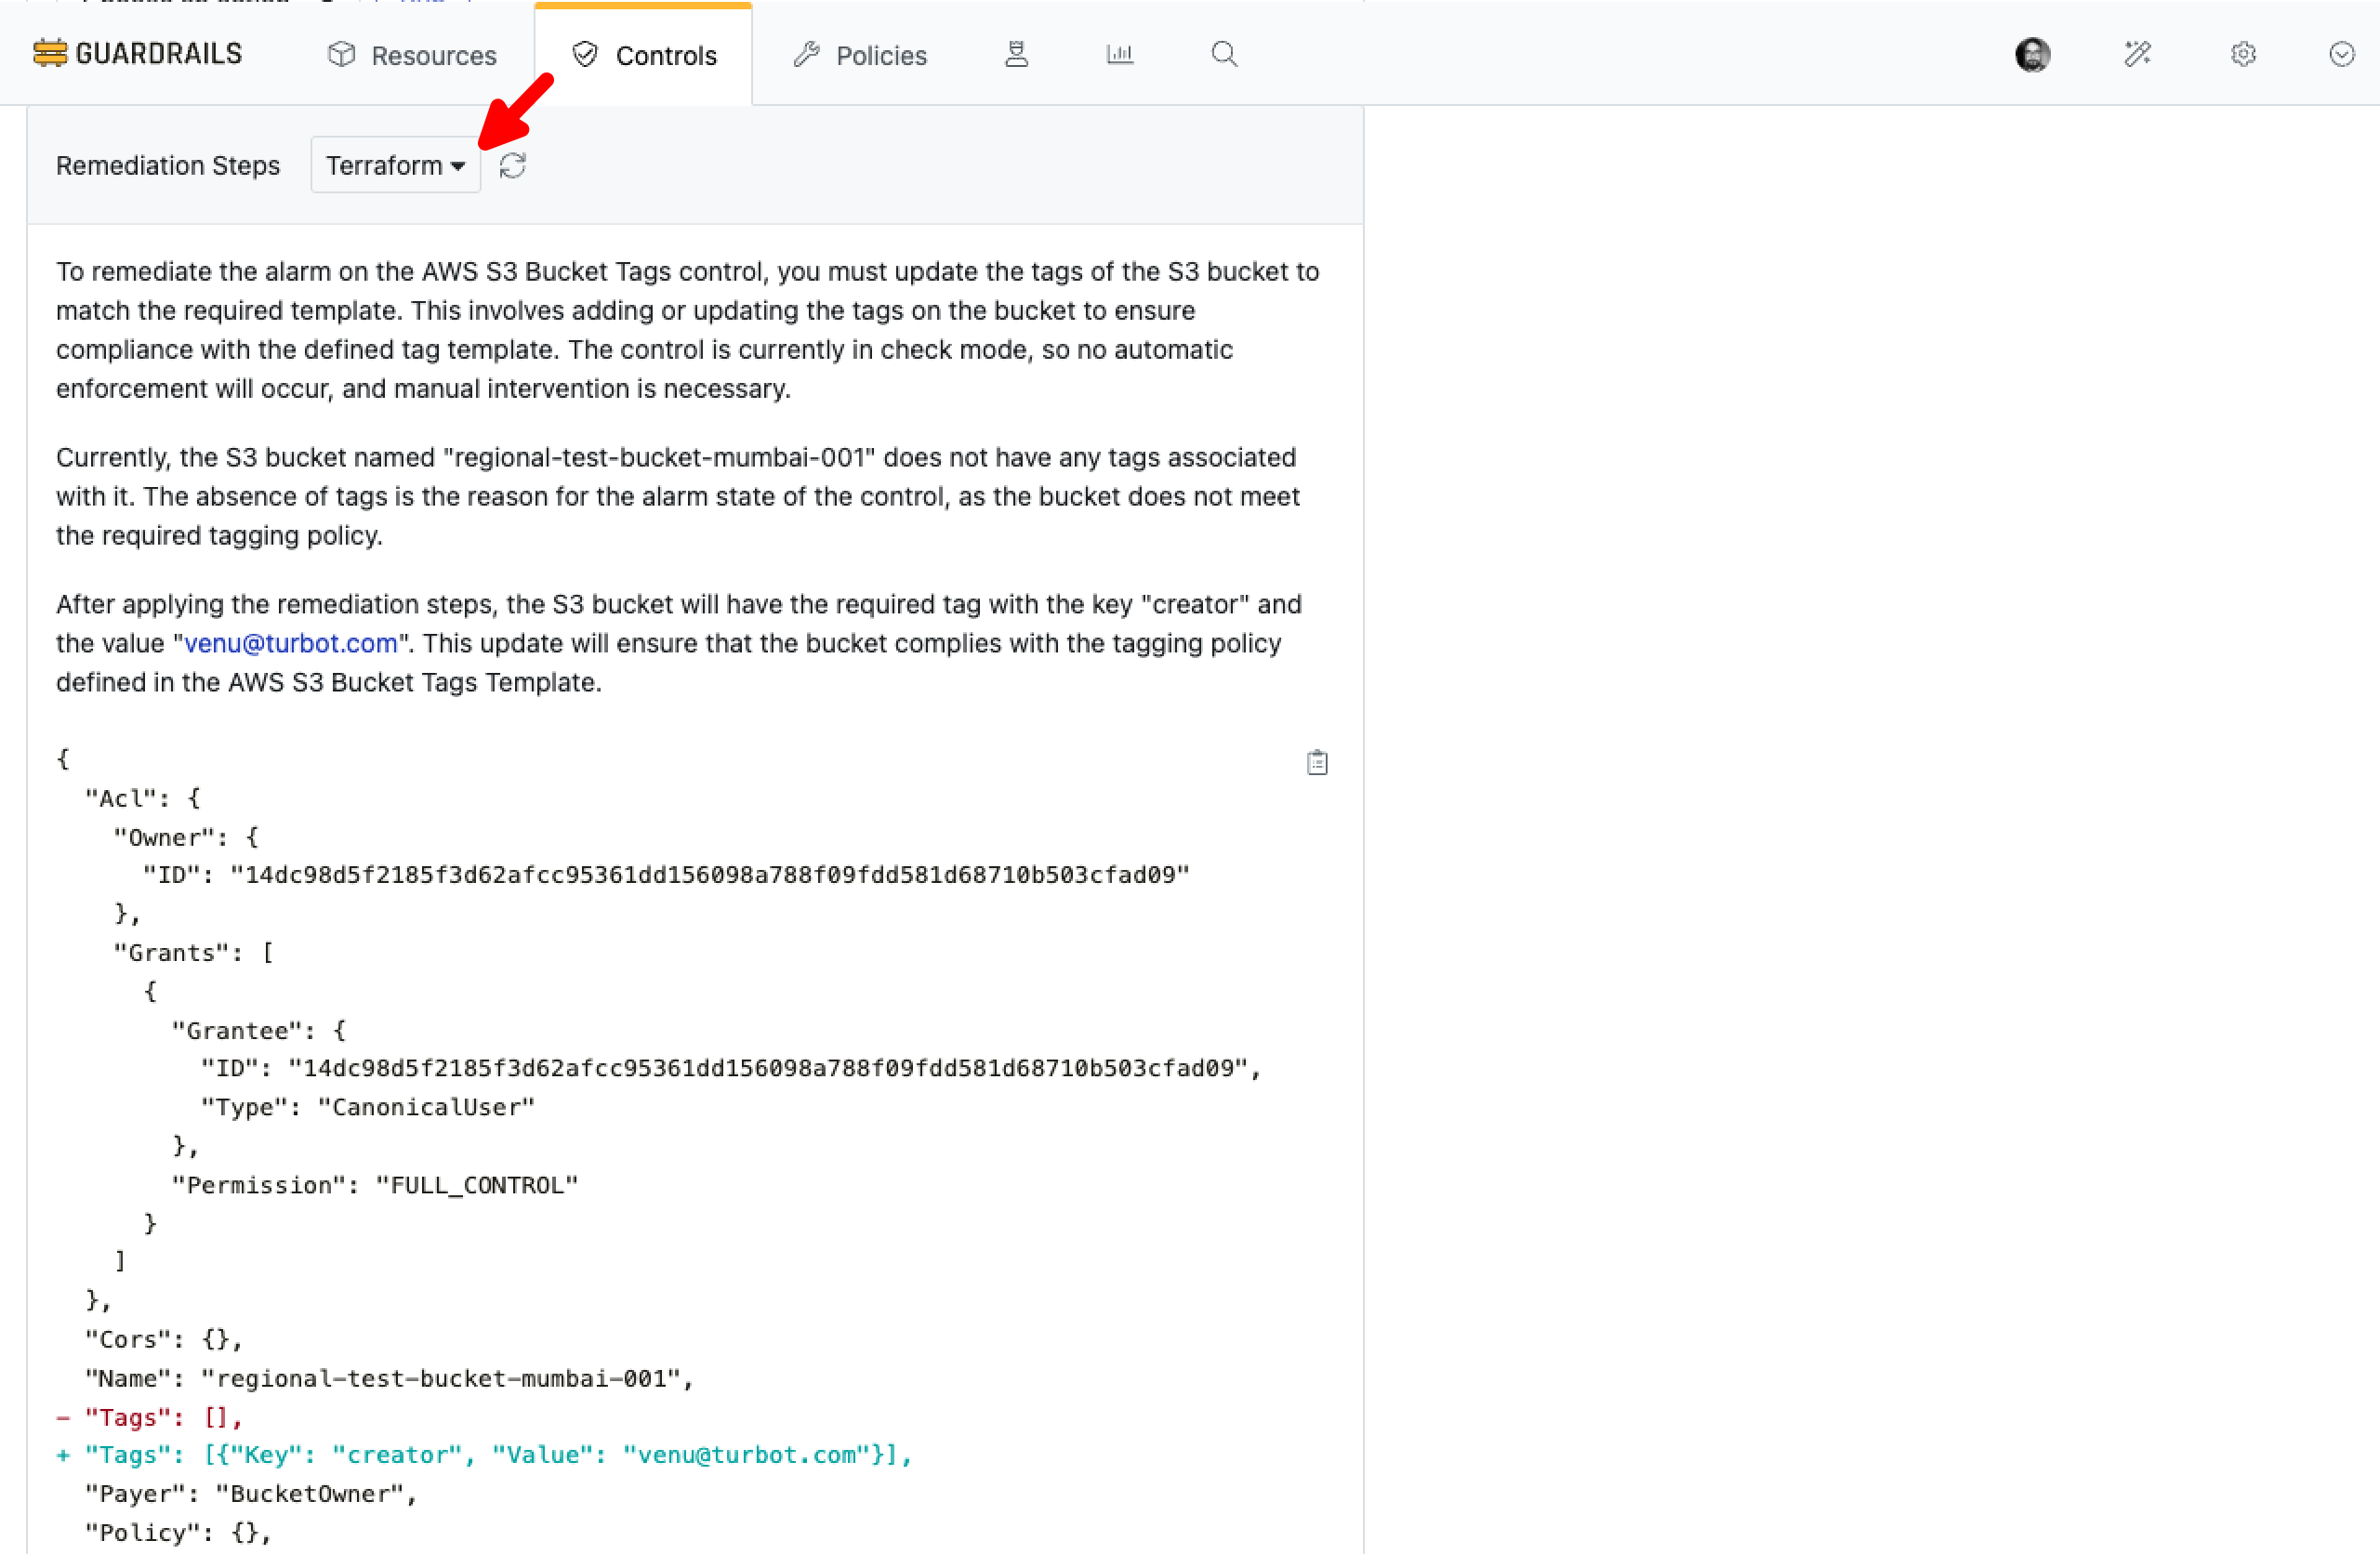 GUARDRAILS Resources Controls Policies
Remediation Steps Terraform
To remediate the alarm on the AWS S3 Bucket Tags control, you must update the tags of the S3 bucket to
match the required template. This involves adding or updating the tags on the bucket to ensure
compliance with the defined tag template. The control is currently in check mode, so no automatic
enforcement will occur, and manual intervention is necessary.
Currently, the S3 bucket named "regional-test-bucket-mumbai-001" does not have any tags associated
with it. The absence of tags is the reason for the alarm state of the control, as the bucket does not meet
the required tagging policy.
After applying the remediation steps, the S3 bucket will have the required tag with the key "creator" and
the value "venu@turbot.com". This update will ensure that the bucket complies with the tagging policy
defined in the AWS S3 Bucket Tags Template.
{
"Acl": {
"Owner": {
"ID": "14dc98d5f2185f3d62afcc95361dd156098a788f09fdd581d68710b503cfad09"
},
"Grants": [
{
"Grantee": {
"ID": "14dc98d5f2185f3d62afcc95361dd156098a788f09fdd581d68710b503cfad09",
"Type": "CanonicalUser"
},
"Permission": "FULL_CONTROL"
}
]
},
"Cors": {},
"Name": "regional-test-bucket-mumbai-001",
- "Tags": [],
+ "Tags": [{"Key": "creator", "Value": "venu@turbot.com"}],
"Payer": "BucketOwner",
"Policy": {},